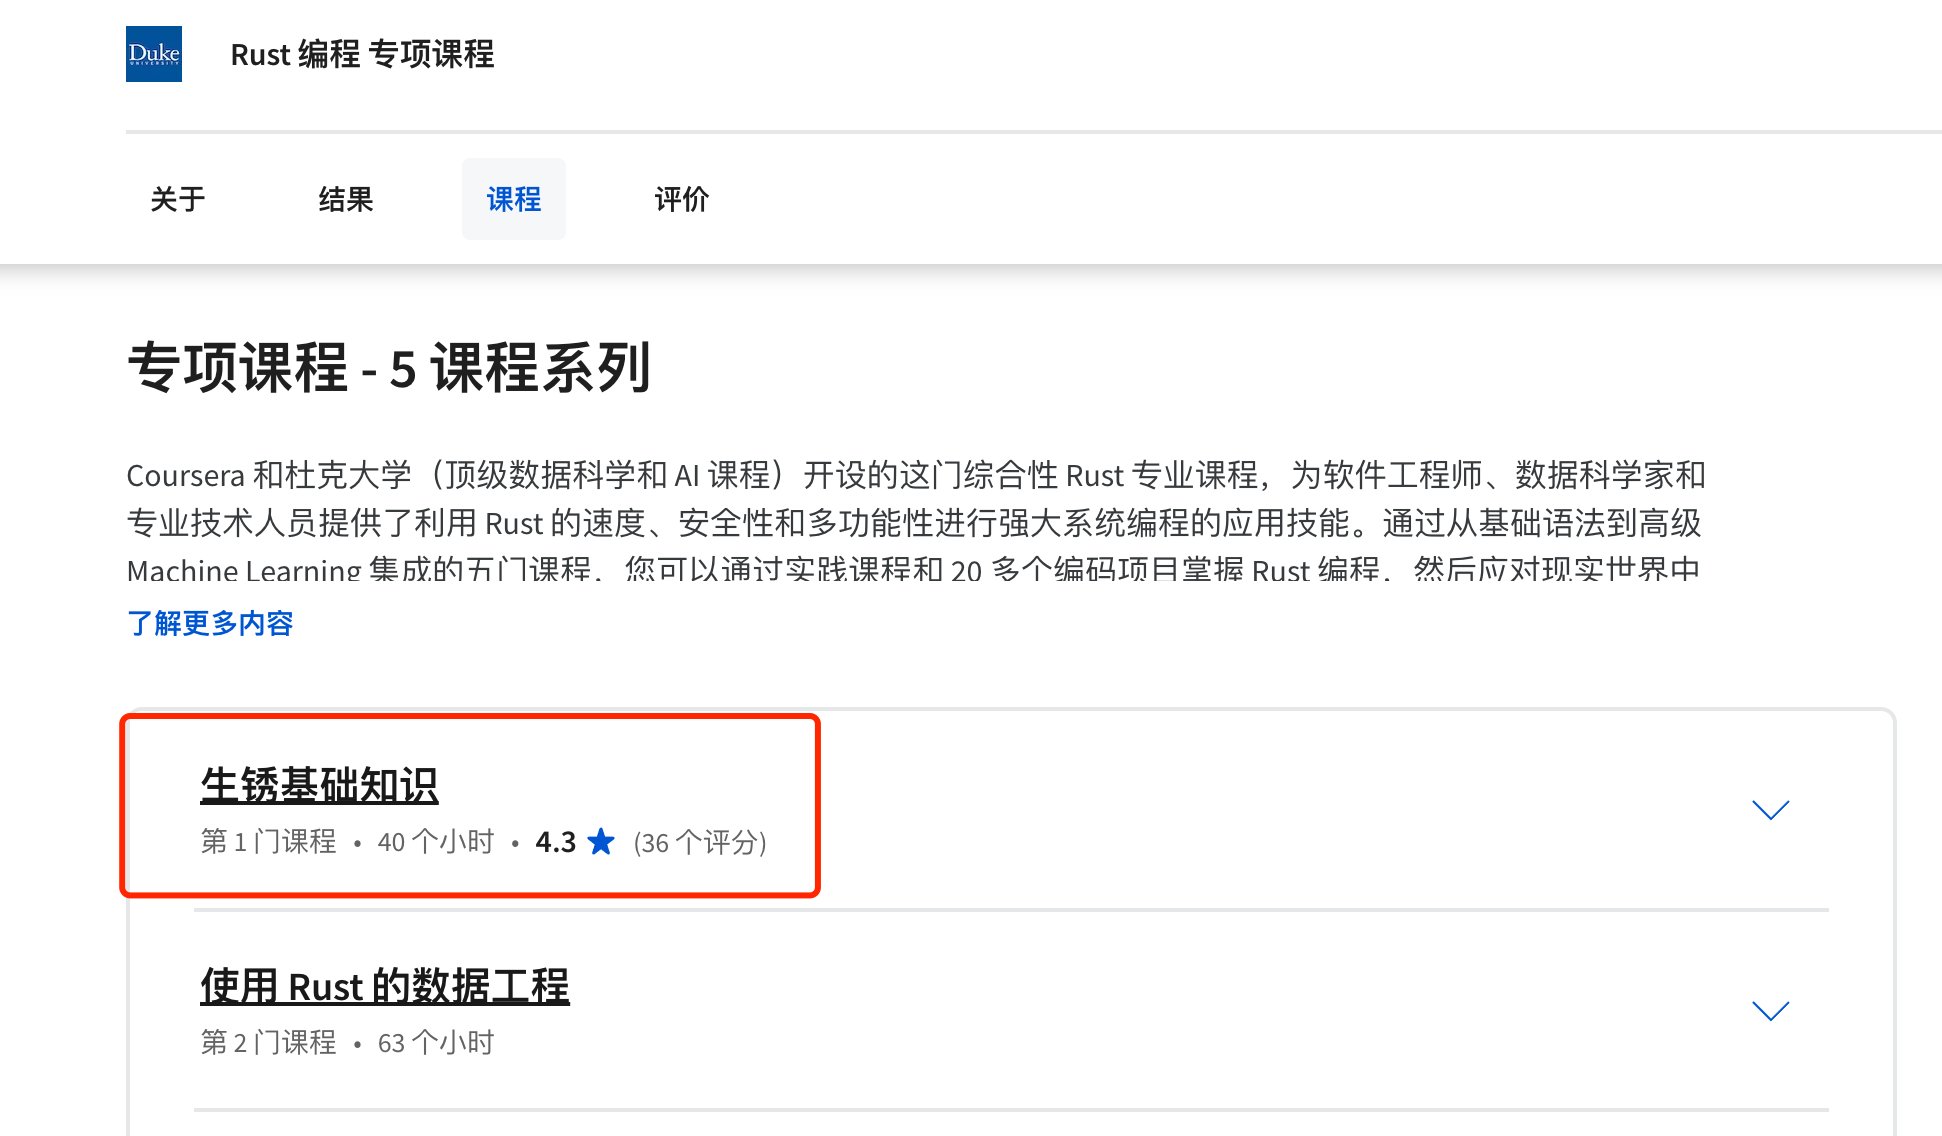 Duke
UNIVERSITY
Rust 编程 专项课程
关于 结果 课程 评价
专项课程 - 5 课程系列
Coursera 和杜克大学（顶级数据科学和 AI 课程）开设的这门综合性 Rust 专业课程，为软件工程师、数据科学家和
专业技术人员提供了利用 Rust 的速度、安全性和多功能性进行强大系统编程的应用技能。通过从基础语法到高级
Machine Learning 集成的五门课程，您可以通过实践课程和 20 多个编码项目掌握 Rust 编程，然后应对现实世界中
了解更多内容
生锈基础知识
第 1 门课程 • 40 个小时 • 4.3 ★ (36 个评分)
使用 Rust 的数据工程
第 2 门课程 • 63 个小时